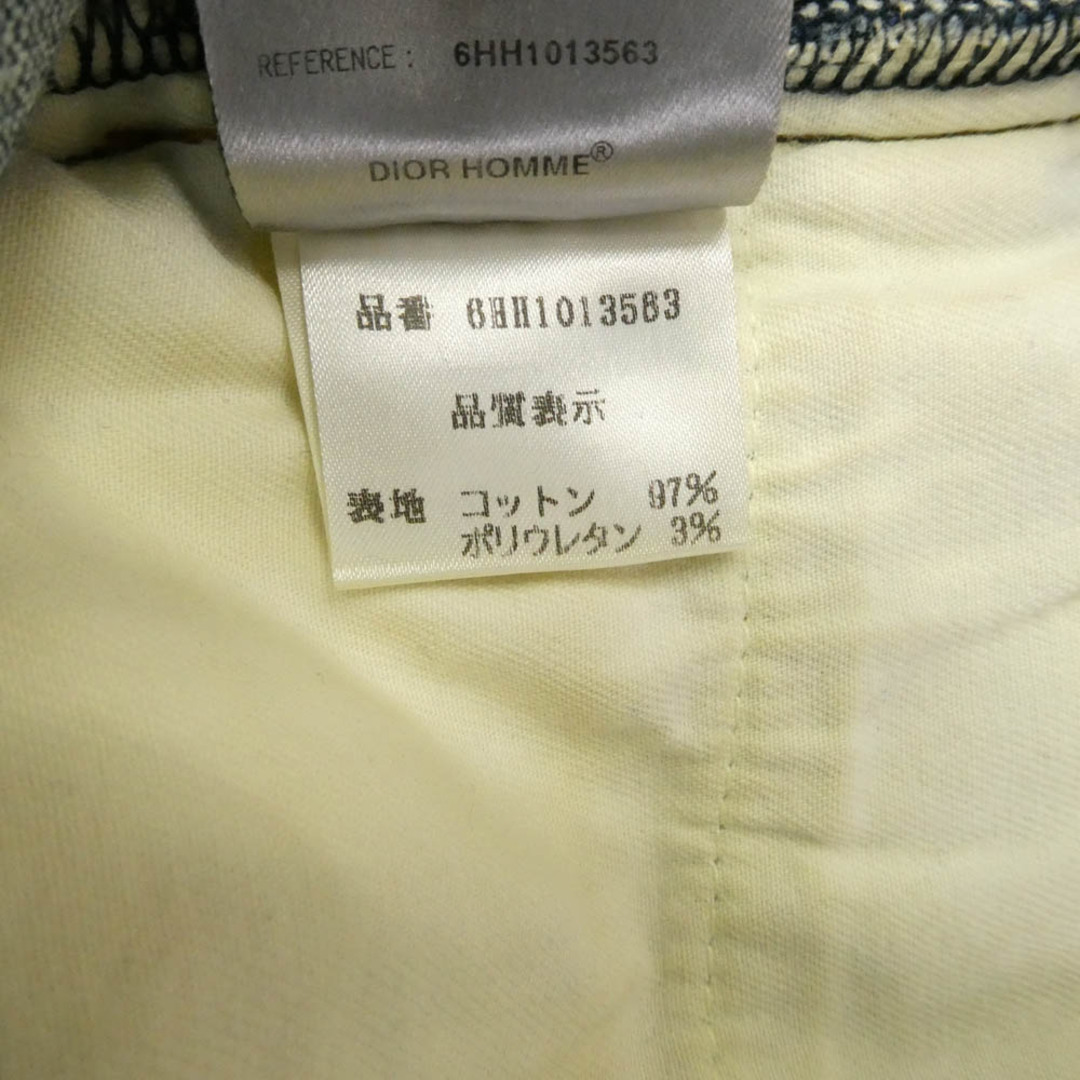 REFERENCE : 6HH1013563
DIOR HOMME®
品番 6HH1013563
品質表示
表地 コットン 97%
ポリウレタン 3%